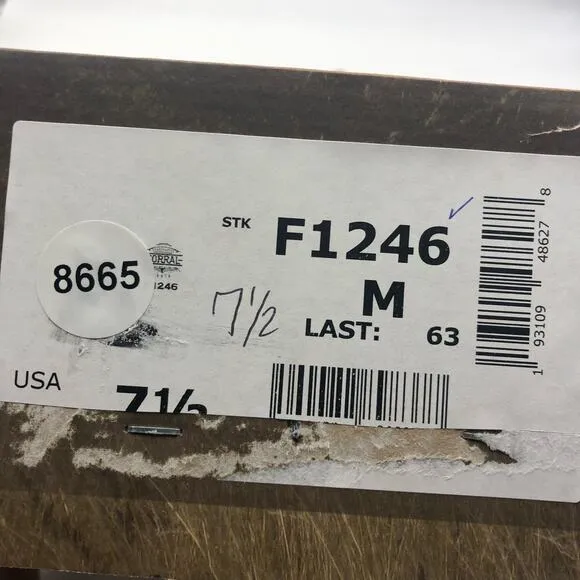 STK F1246
M
8665
CORRAL
1246
7½
LAST: 63
USA
7½
1 93109 48627 8